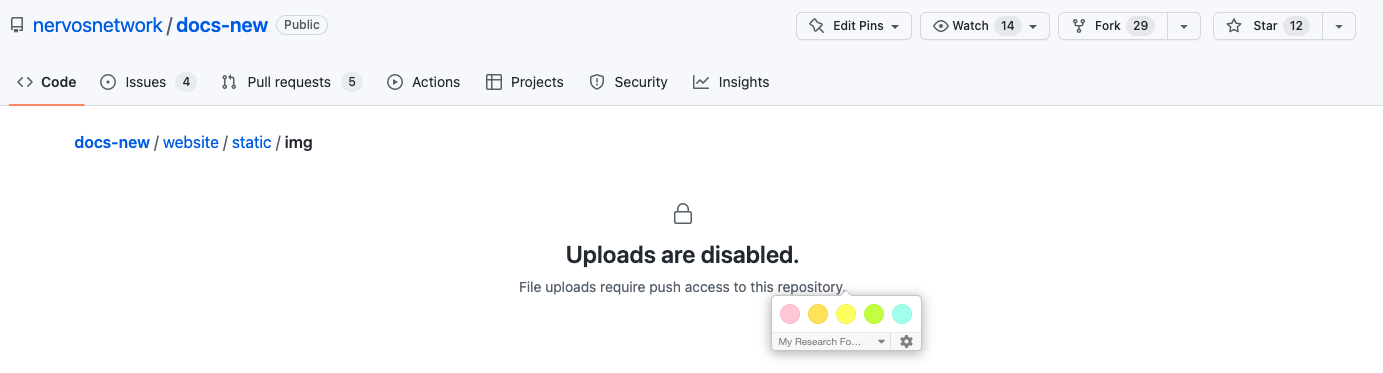 nervosnetwork / docs-new Public Edit Pins Watch 14 Fork 29 Star 12
Code Issues 4 Pull requests 5 Actions Projects Security Insights
docs-new / website / static / img
Uploads are disabled.
File uploads require push access to this repository.
My Research Fo...